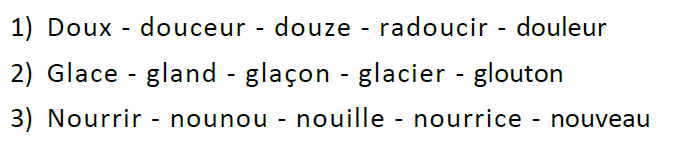 1) Doux - douceur - douze - radoucir - douleur
2) Glace - gland - glaçon - glacier - glouton
3) Nourrir - nounou - nouille - nourrice - nouveau